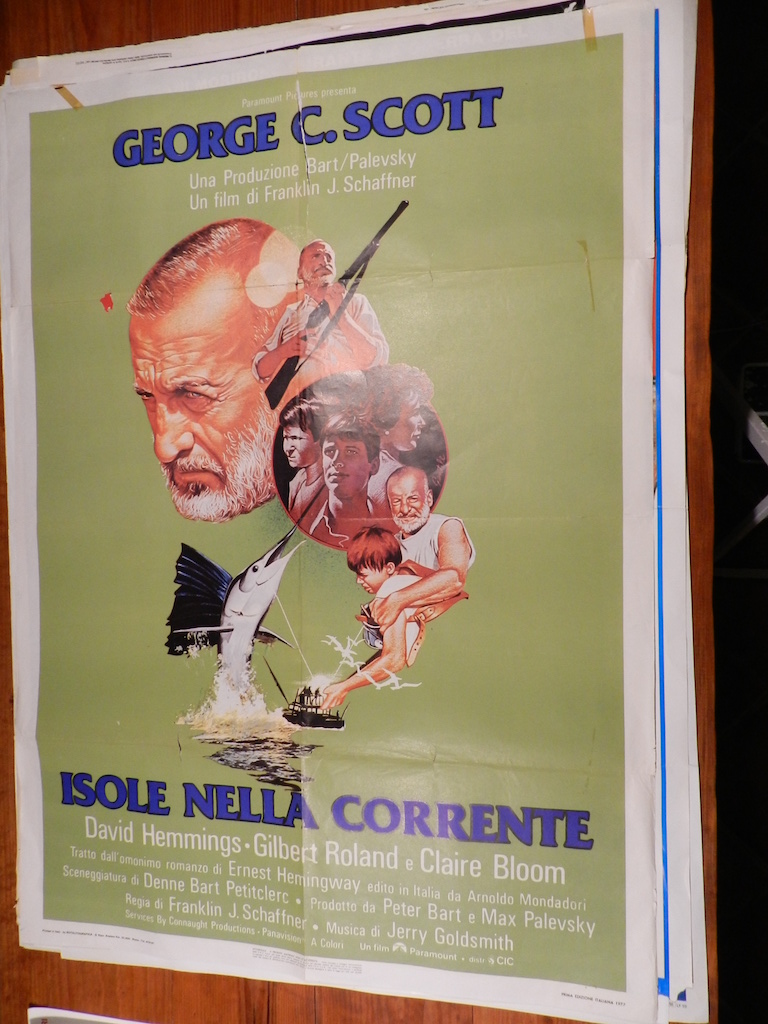 Paramount Pictures presenta
GEORGE C. SCOTT
Una Produzione Bart/Palevsky
Un film di Franklin J. Schaffner
ISOLE NELLA CORRENTE
David Hemmings • Gilbert Roland e Claire Bloom
Tratto dall'omonimo romanzo di Ernest Hemingway edito in Italia da Arnoldo Mondadori
Sceneggiatura di Denne Bart Petitclerc • Prodotto da Peter Bart e Max Palevsky
Regia di Franklin J. Schaffner • Musica di Jerry Goldsmith
Services By Connaught Productions - Panavision® A Colori Un film Paramount • distr. CIC